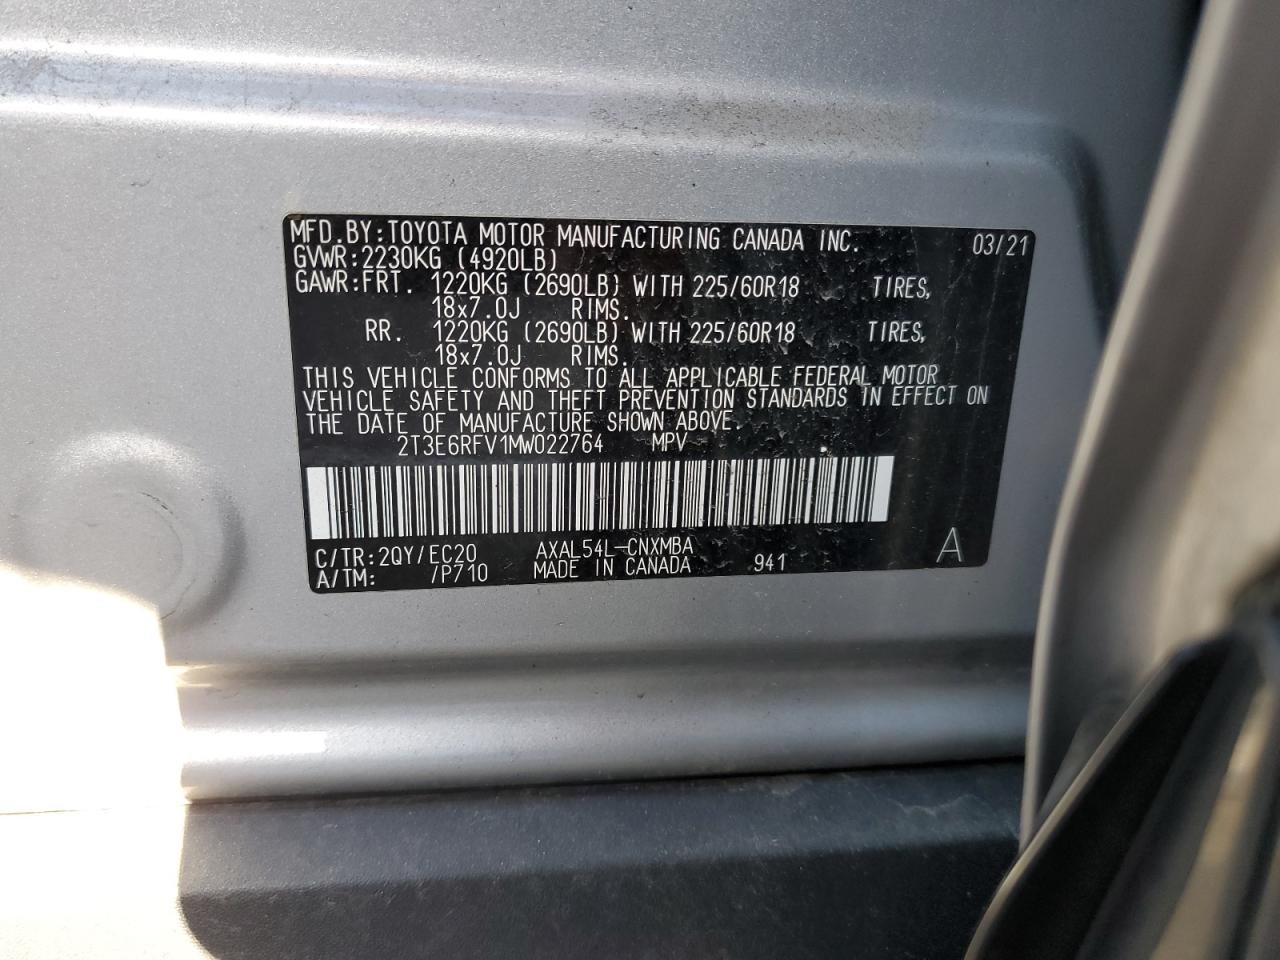 MFD.BY:TOYOTA MOTOR MANUFACTURING CANADA INC. 03/21
GVWR:2230KG (4920LB)
GAWR:FRT. 1220KG (2690LB) WITH 225/60R18 TIRES,
18x7.0J RIMS.
RR. 1220KG (2690LB) WITH 225/60R18 TIRES,
18x7.0J RIMS.
THIS VEHICLE CONFORMS TO ALL APPLICABLE FEDERAL MOTOR
VEHICLE SAFETY AND THEFT PREVENTION STANDARDS IN EFFECT ON
THE DATE OF MANUFACTURE SHOWN ABOVE.
2T3E6RFV1MW022764 MPV
C/TR:2QY/EC20 AXAL54L-CNXMBA
A/TM: /P710 MADE IN CANADA 941 A